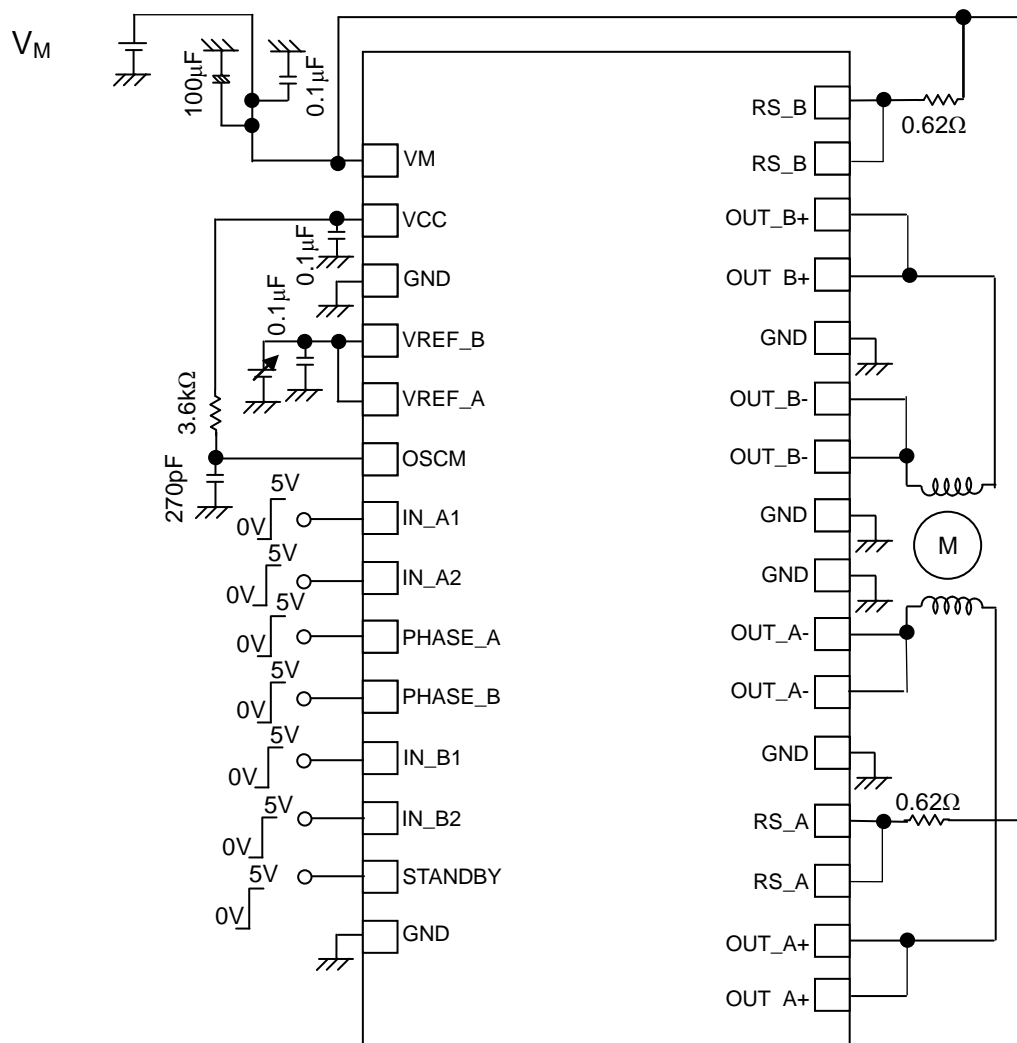 VM
100μF
0.1μF
VM
VCC
0.1μF
GND
0.1μF
VREF_B
VREF_A
3.6kΩ
OSCM
270pF
5V
0V
IN_A1
5V
0V
IN_A2
5V
0V
PHASE_A
5V
0V
PHASE_B
5V
0V
IN_B1
5V
0V
IN_B2
5V
0V
STANDBY
GND
RS_B
0.62Ω
RS_B
OUT_B+
OUT B+
GND
OUT_B-
OUT_B-
GND
M
GND
OUT_A-
OUT_A-
GND
0.62Ω
RS_A
RS_A
OUT_A+
OUT A+